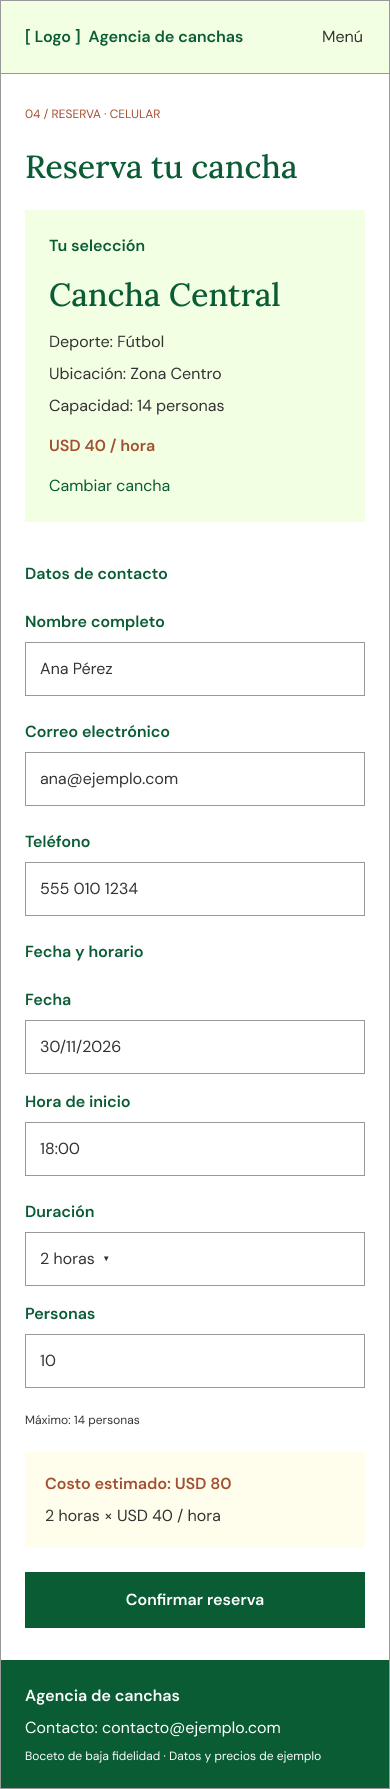 [ Logo ] Agencia de canchas
Menú
04 / RESERVA · CELULAR
Reserva tu cancha
Tu selección
Cancha Central
Deporte: Fútbol
Ubicación: Zona Centro
Capacidad: 14 personas
USD 40 / hora
Cambiar cancha
Datos de contacto
Nombre completo
Ana Pérez
Correo electrónico
ana@ejemplo.com
Teléfono
555 010 1234
Fecha y horario
Fecha
30/11/2026
Hora de inicio
18:00
Duración
2 horas ▾
Personas
10
Máximo: 14 personas
Costo estimado: USD 80
2 horas × USD 40 / hora
Confirmar reserva
Agencia de canchas
Contacto: contacto@ejemplo.com
Boceto de baja fidelidad · Datos y precios de ejemplo